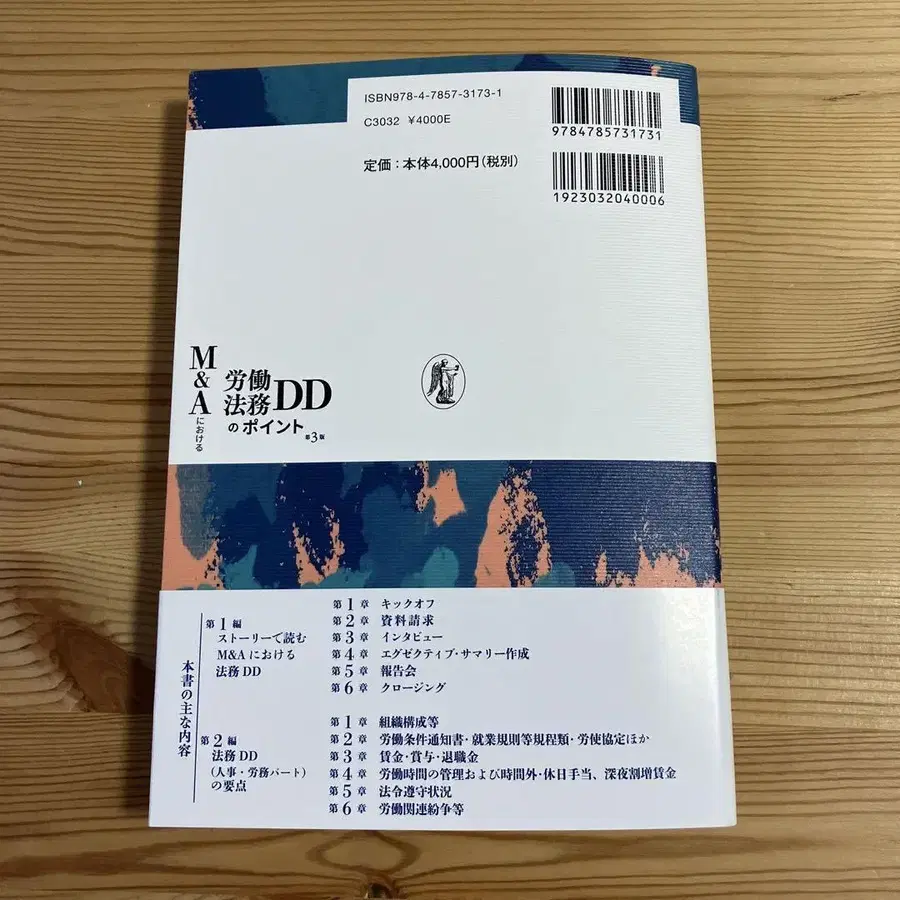 ISBN978-4-7857-3173-1
C3032 ¥4000E
定価：本体4,000円（税別）
9784785731731
1923032040006
M&Aにおける
労働
法務DD
のポイント 第3版
本書の主な内容
第1編
ストーリーで読む
M&Aにおける
法務DD
第1章 キックオフ
第2章 資料請求
第3章 インタビュー
第4章 エグゼクティブ・サマリー作成
第5章 報告会
第6章 クロージング
第2編
法務DD
（人事・労務パート）
の要点
第1章 組織構成等
第2章 労働条件通知書・就業規則等規程類・労使協定ほか
第3章 賃金・賞与・退職金
第4章 労働時間の管理および時間外・休日手当、深夜割増賃金
第5章 法令遵守状況
第6章 労働関連紛争等